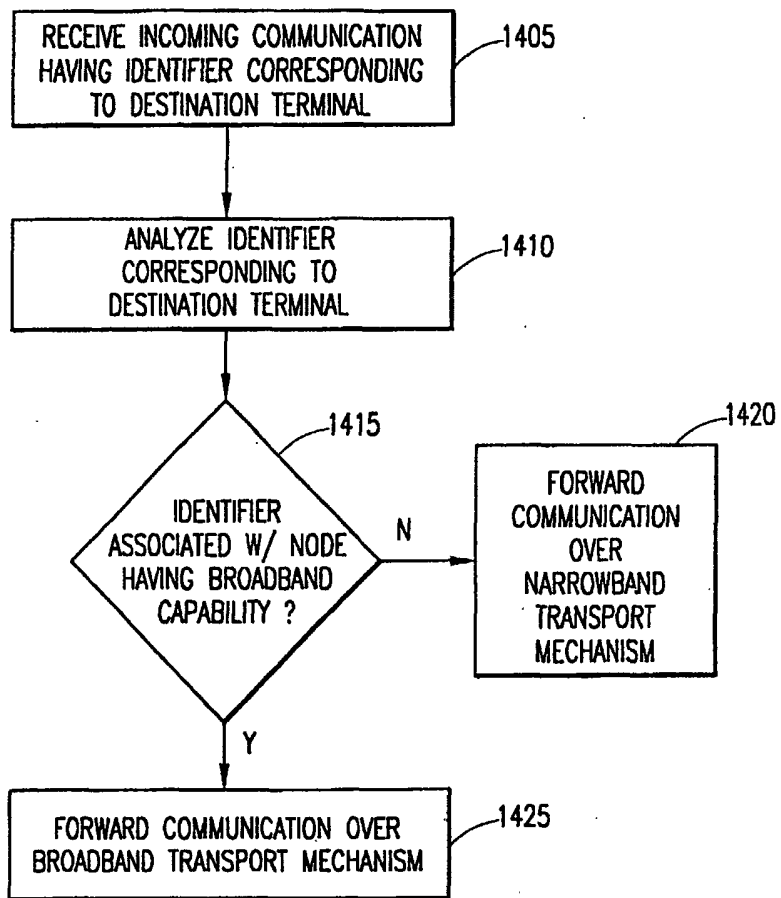 RECEIVE INCOMING COMMUNICATION
HAVING IDENTIFIER CORRESPONDING
TO DESTINATION TERMINAL
1405
ANALYZE IDENTIFIER
CORRESPONDING TO
DESTINATION TERMINAL
1410
IDENTIFIER
ASSOCIATED W/ NODE
HAVING BROADBAND
CAPABILITY ?
1415
N
FORWARD
COMMUNICATION
OVER
NARROWBAND
TRANSPORT
MECHANISM
1420
Y
FORWARD COMMUNICATION OVER
BROADBAND TRANSPORT MECHANISM
1425